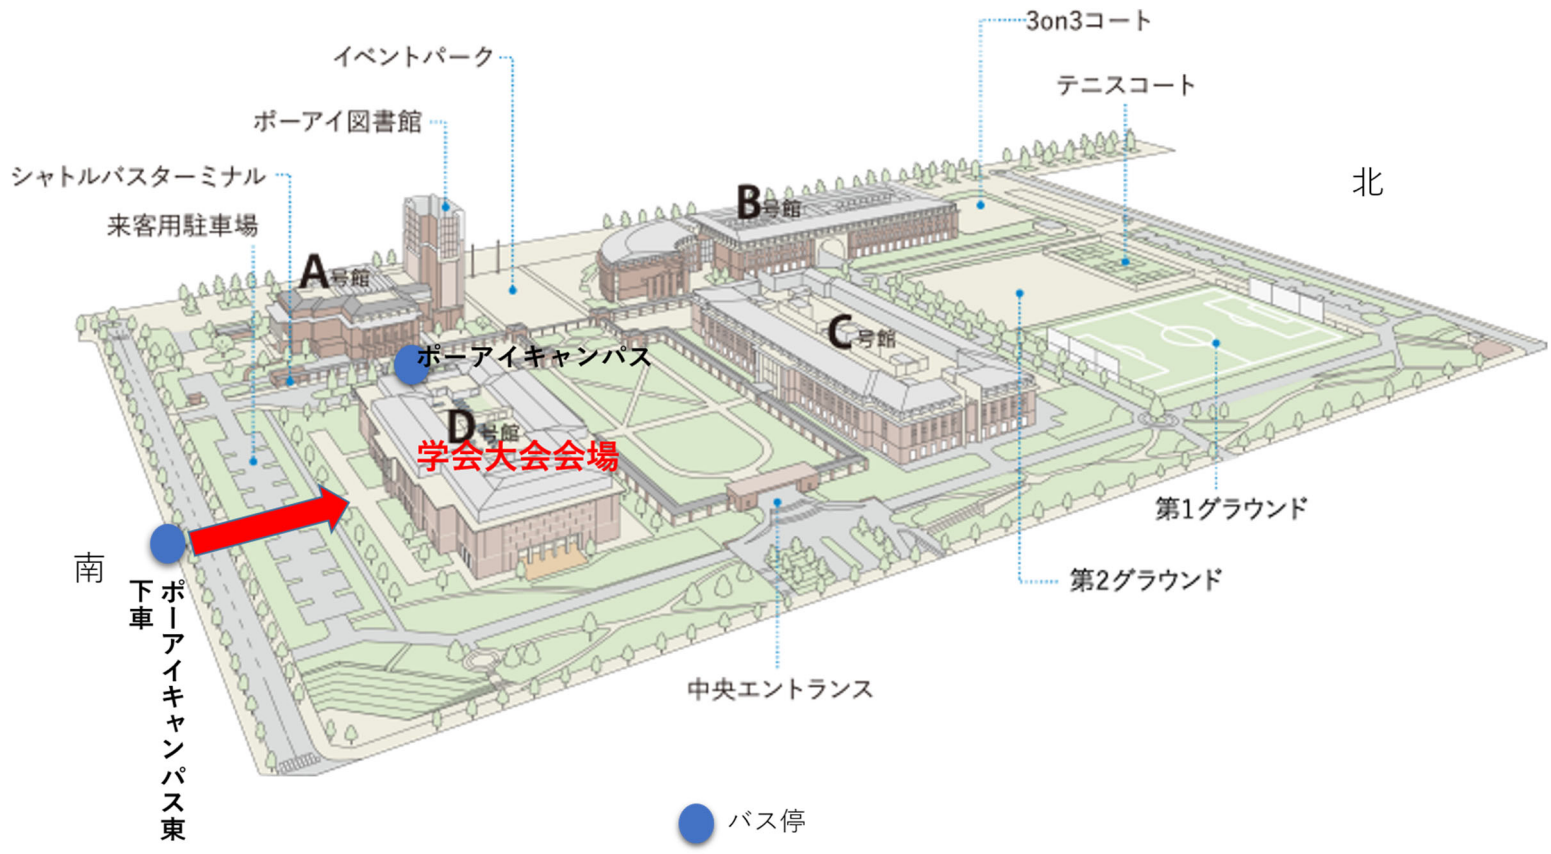 3on3コート
イベントパーク
テニスコート
ポーアイ図書館
シャトルバスターミナル
北
来客用駐車場
B号館
A号館
C号館
ポーアイキャンパス
D号館
学会大会会場
第1グラウンド
南
ポーアイキャンパス東
下車
第2グラウンド
中央エントランス
バス停